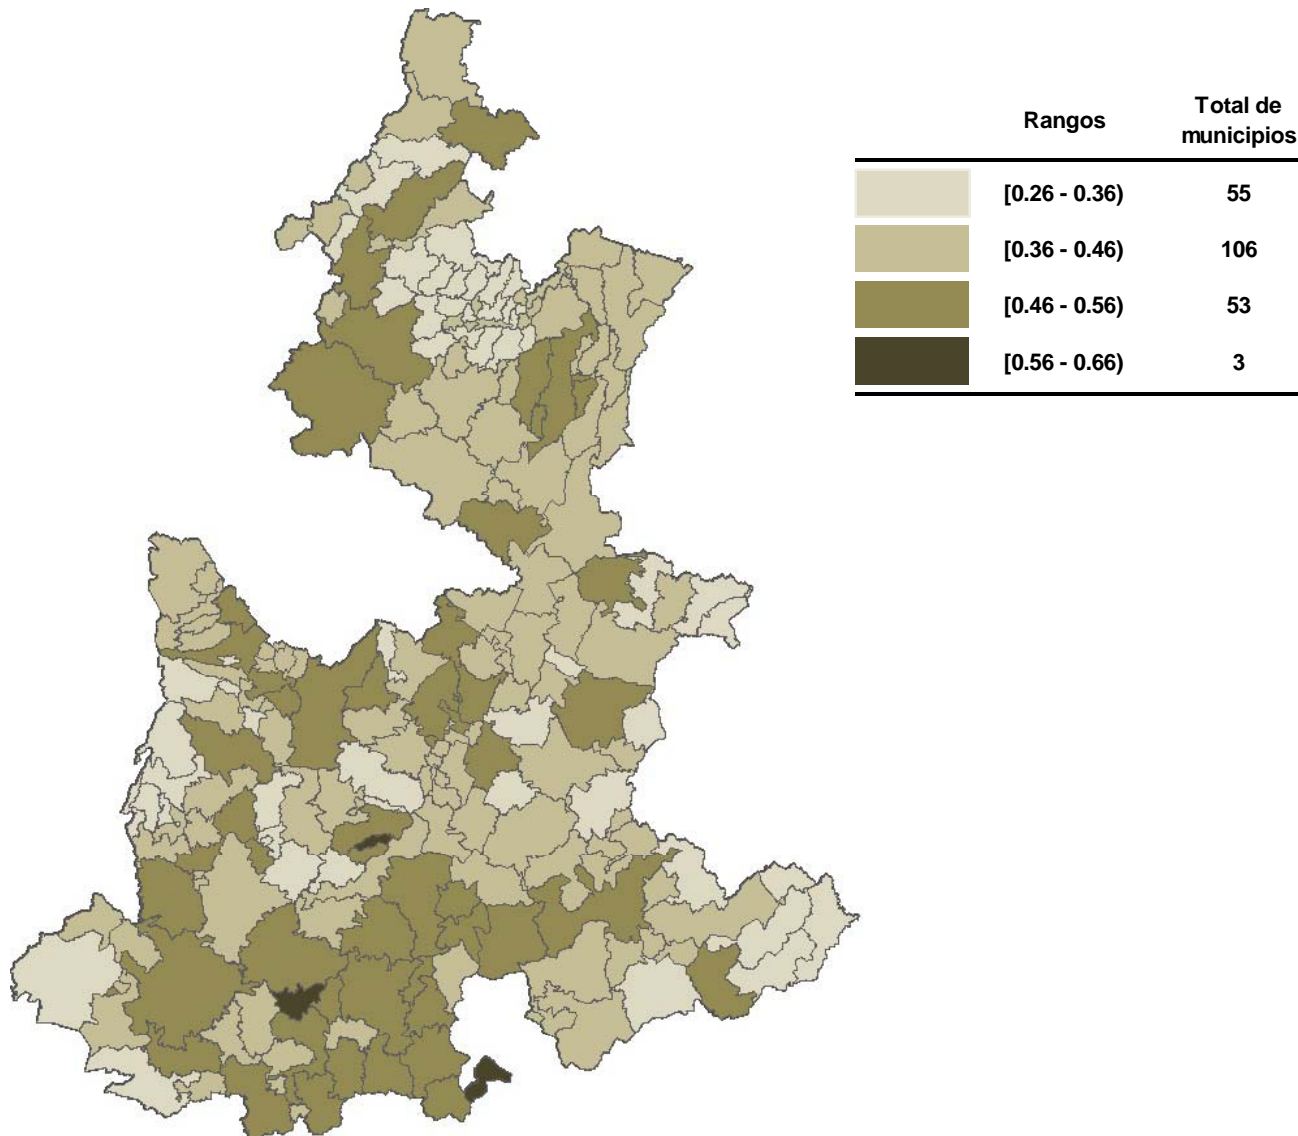 Rangos
Total de
municipios
[0.26 - 0.36) 55
[0.36 - 0.46) 106
[0.46 - 0.56) 53
[0.56 - 0.66) 3